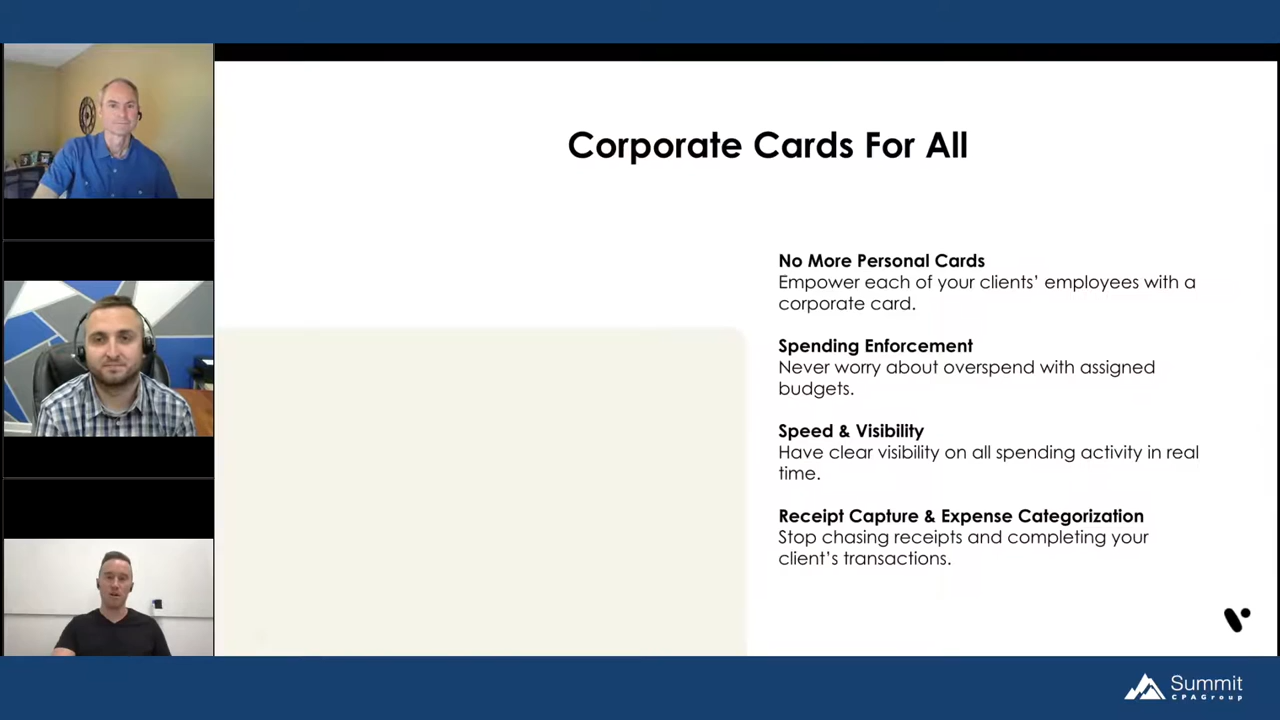 Corporate Cards For All
No More Personal Cards
Empower each of your clients’ employees with a
corporate card.
Spending Enforcement
Never worry about overspend with assigned
budgets.
Speed & Visibility
Have clear visibility on all spending activity in real
time.
Receipt Capture & Expense Categorization
Stop chasing receipts and completing your
client’s transactions.
Summit
CPAGroup